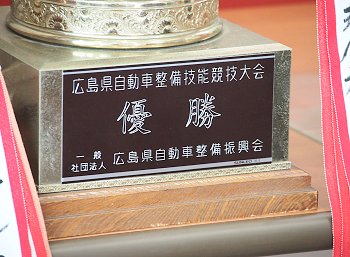 広島県自動車整備技能競技大会
優勝
一般
社団法人 広島県自動車整備振興会